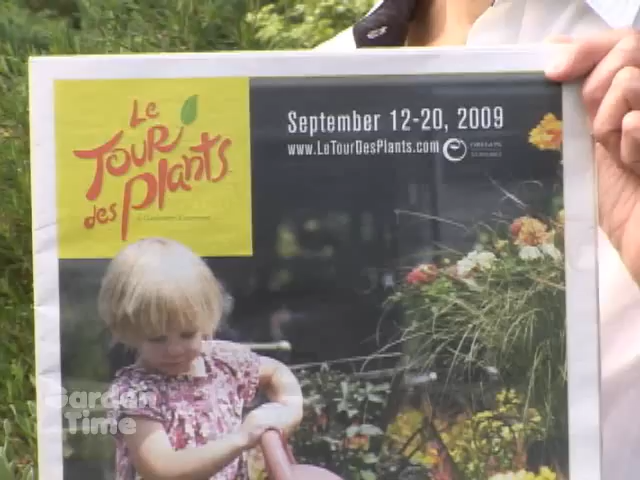 Le
Tour
des Plants
September 12-20, 2009
www.LeTourDesPlants.com
Garden
Time